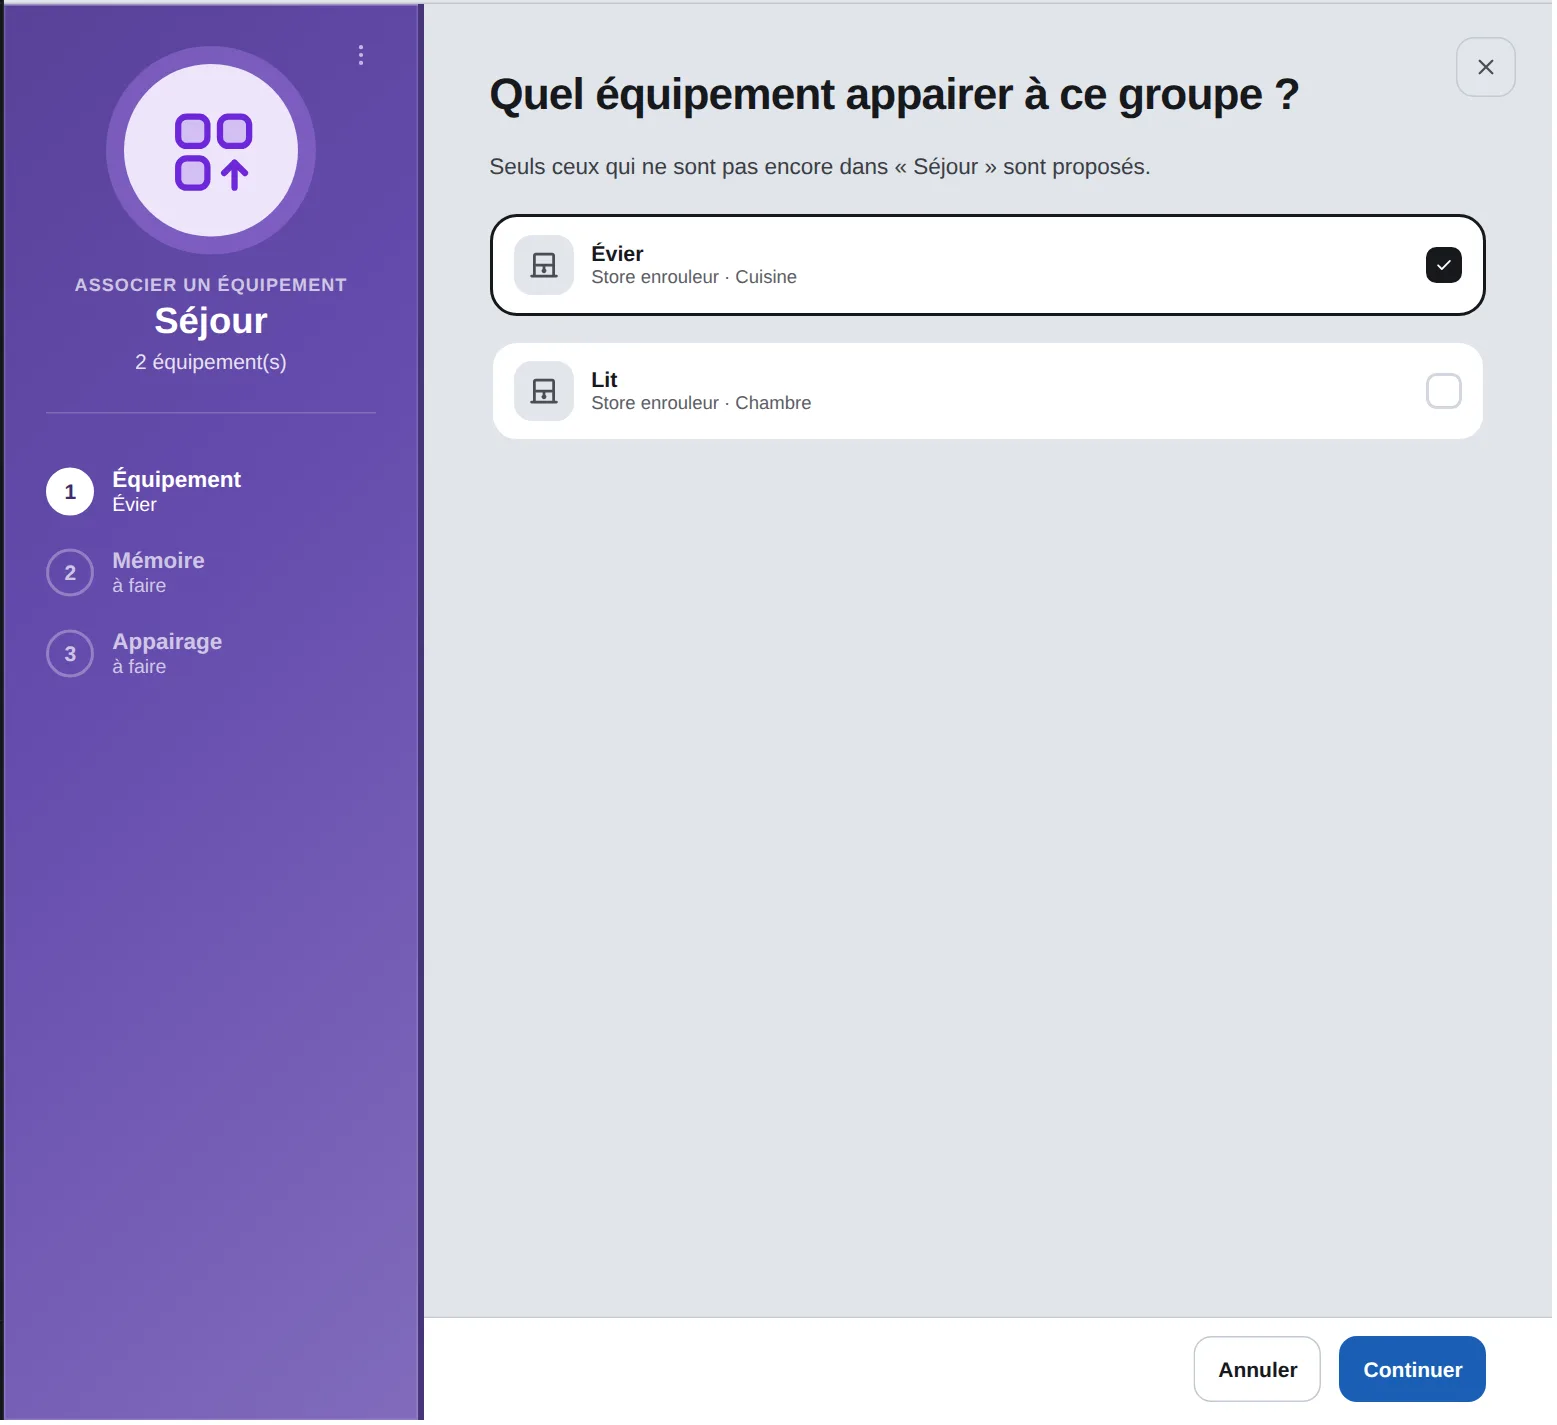 ASSOCIER UN ÉQUIPEMENT
Séjour
2 équipement(s)
1
Équipement
Évier
2
Mémoire
à faire
3
Appairage
à faire
Quel équipement appairer à ce groupe ?
Seuls ceux qui ne sont pas encore dans « Séjour » sont proposés.
Évier
Store enrouleur · Cuisine
Lit
Store enrouleur · Chambre
Annuler
Continuer